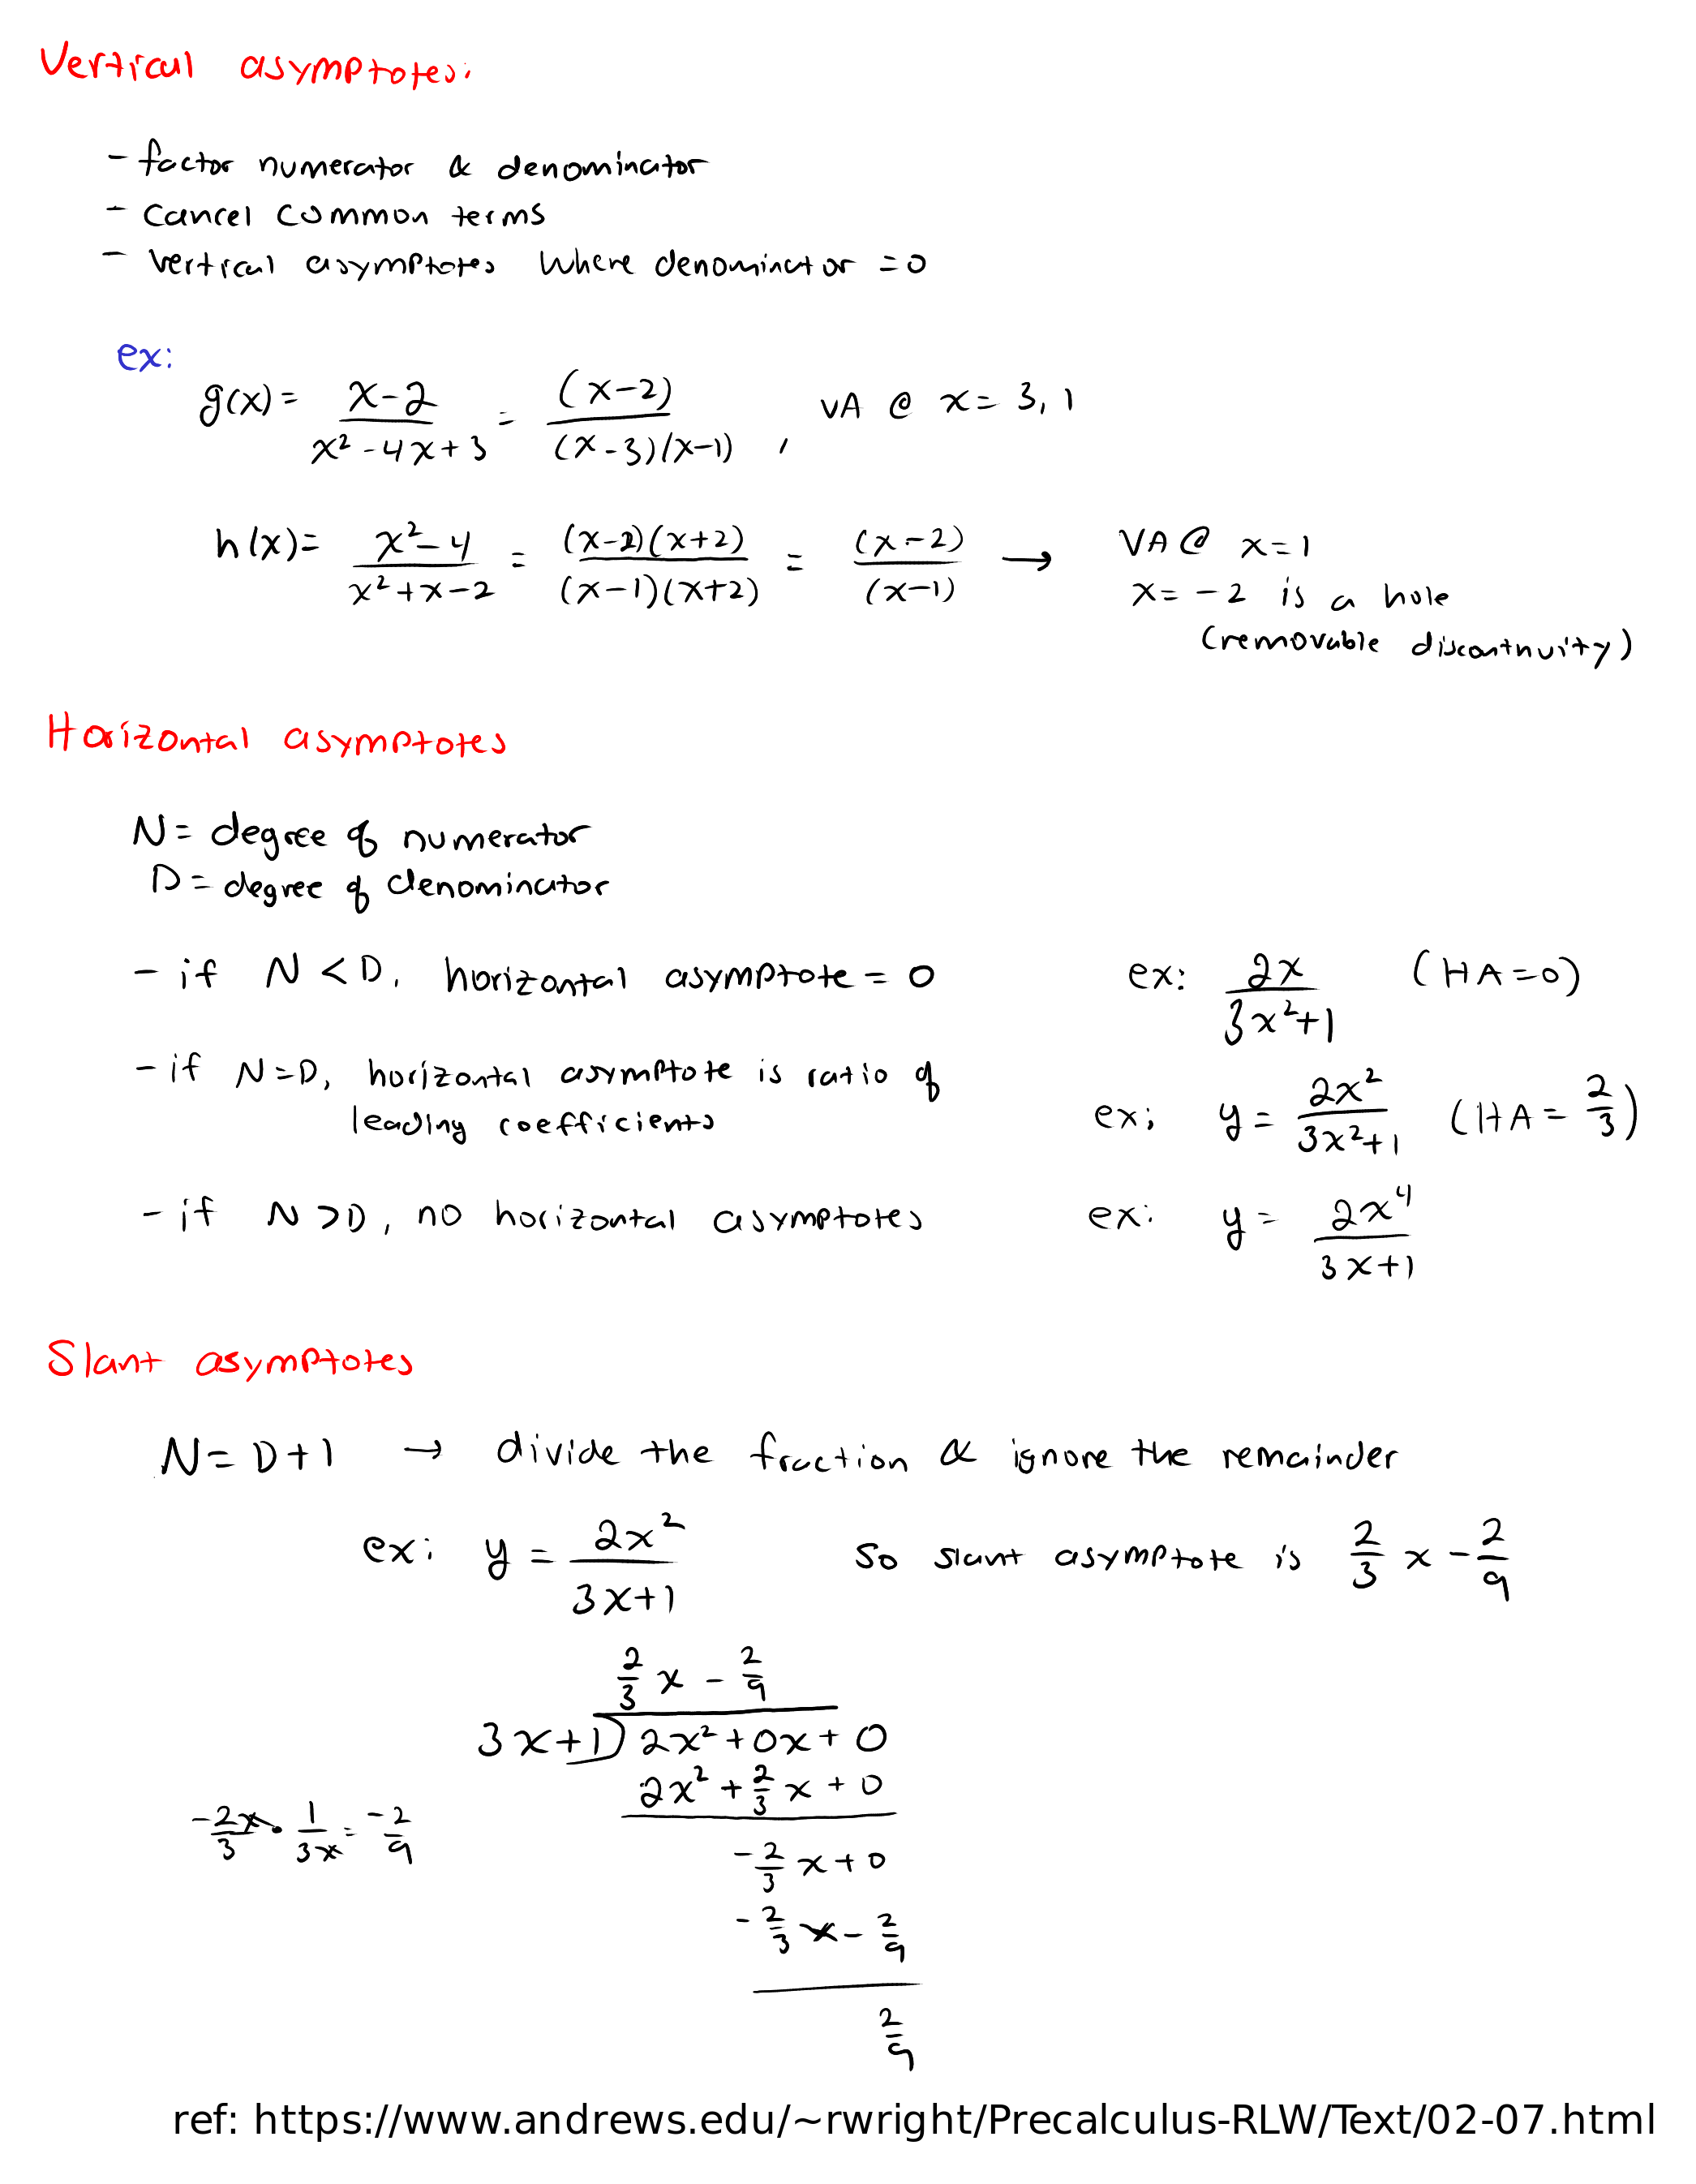 Vertical asymptotes:
- factor numerator & denominator
- Cancel common terms
- Vertical asymptotes where denominator = 0
ex:
g(x) = (x-2)/(x²-4x+3) = (x-2)/((x-3)(x-1)) , VA @ x = 3, 1
h(x) = (x²-4)/(x²+x-2) = ((x-2)(x+2))/((x-1)(x+2)) = (x-2)/(x-1) → VA @ x=1
x = -2 is a hole
(removable discontnuity)
Horizontal asymptotes
N = degree of numerator
D = degree of denominator
- if N < D, horizontal asymptote = 0 ex: 2x/(3x²+1) (HA=0)
- if N=D, horizontal asymptote is ratio of
leading coefficients ex: y = 2x²/(3x²+1) (HA = 2/3)
- if N>D, no horizontal asymptotes ex: y = 2x⁴/(3x+1)
Slant asymptotes
N = D+1 → divide the fraction & ignore the remainder
ex: y = 2x²/(3x+1) So slant asymptote is 2/3 x - 2/9
2/3 x - 2/9
3x+1 ) 2x² + 0x + 0
2x² + 2/3 x + 0
-2x/3 · 1/3x = -2/9
-2/3 x + 0
-2/3 x - 2/9
2/9
ref: https://www.andrews.edu/~rwright/Precalculus-RLW/Text/02-07.html